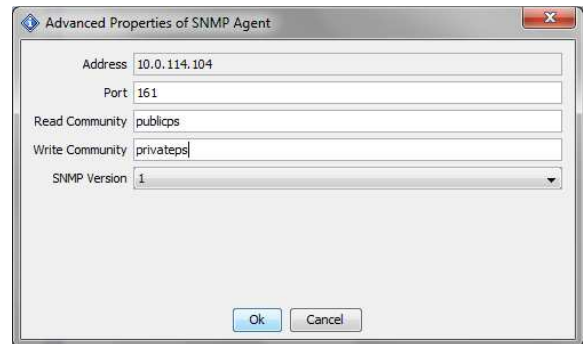 Advanced Properties of SNMP Agent
Address 10.0.114.104
Port 161
Read Community publicps
Write Community privateps
SNMP Version 1
Ok Cancel